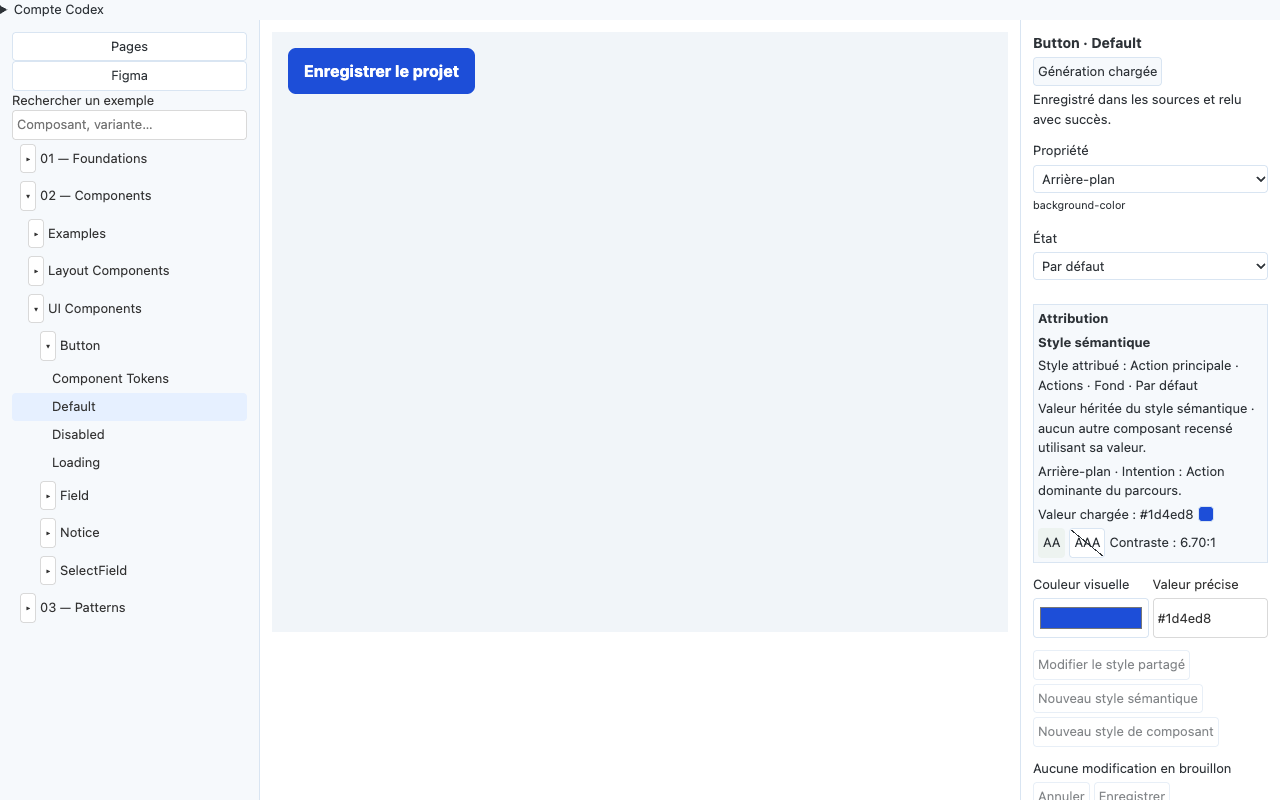 Compte Codex
Pages
Figma
Rechercher un exemple
Composant, variante...
01 — Foundations
02 — Components
Examples
Layout Components
UI Components
Button
Component Tokens
Default
Disabled
Loading
Field
Notice
SelectField
03 — Patterns
Enregistrer le projet
Button · Default
Génération chargée
Enregistré dans les sources et relu
avec succès.
Propriété
Arrière-plan
background-color
État
Par défaut
Attribution
Style sémantique
Style attribué : Action principale ·
Actions · Fond · Par défaut
Valeur héritée du style sémantique ·
aucun autre composant recensé
utilisant sa valeur.
Arrière-plan · Intention : Action
dominante du parcours.
Valeur chargée : #1d4ed8
AA AAA Contraste : 6.70:1
Couleur visuelle Valeur précise
#1d4ed8
Modifier le style partagé
Nouveau style sémantique
Nouveau style de composant
Aucune modification en brouillon
Annuler Enregistrer